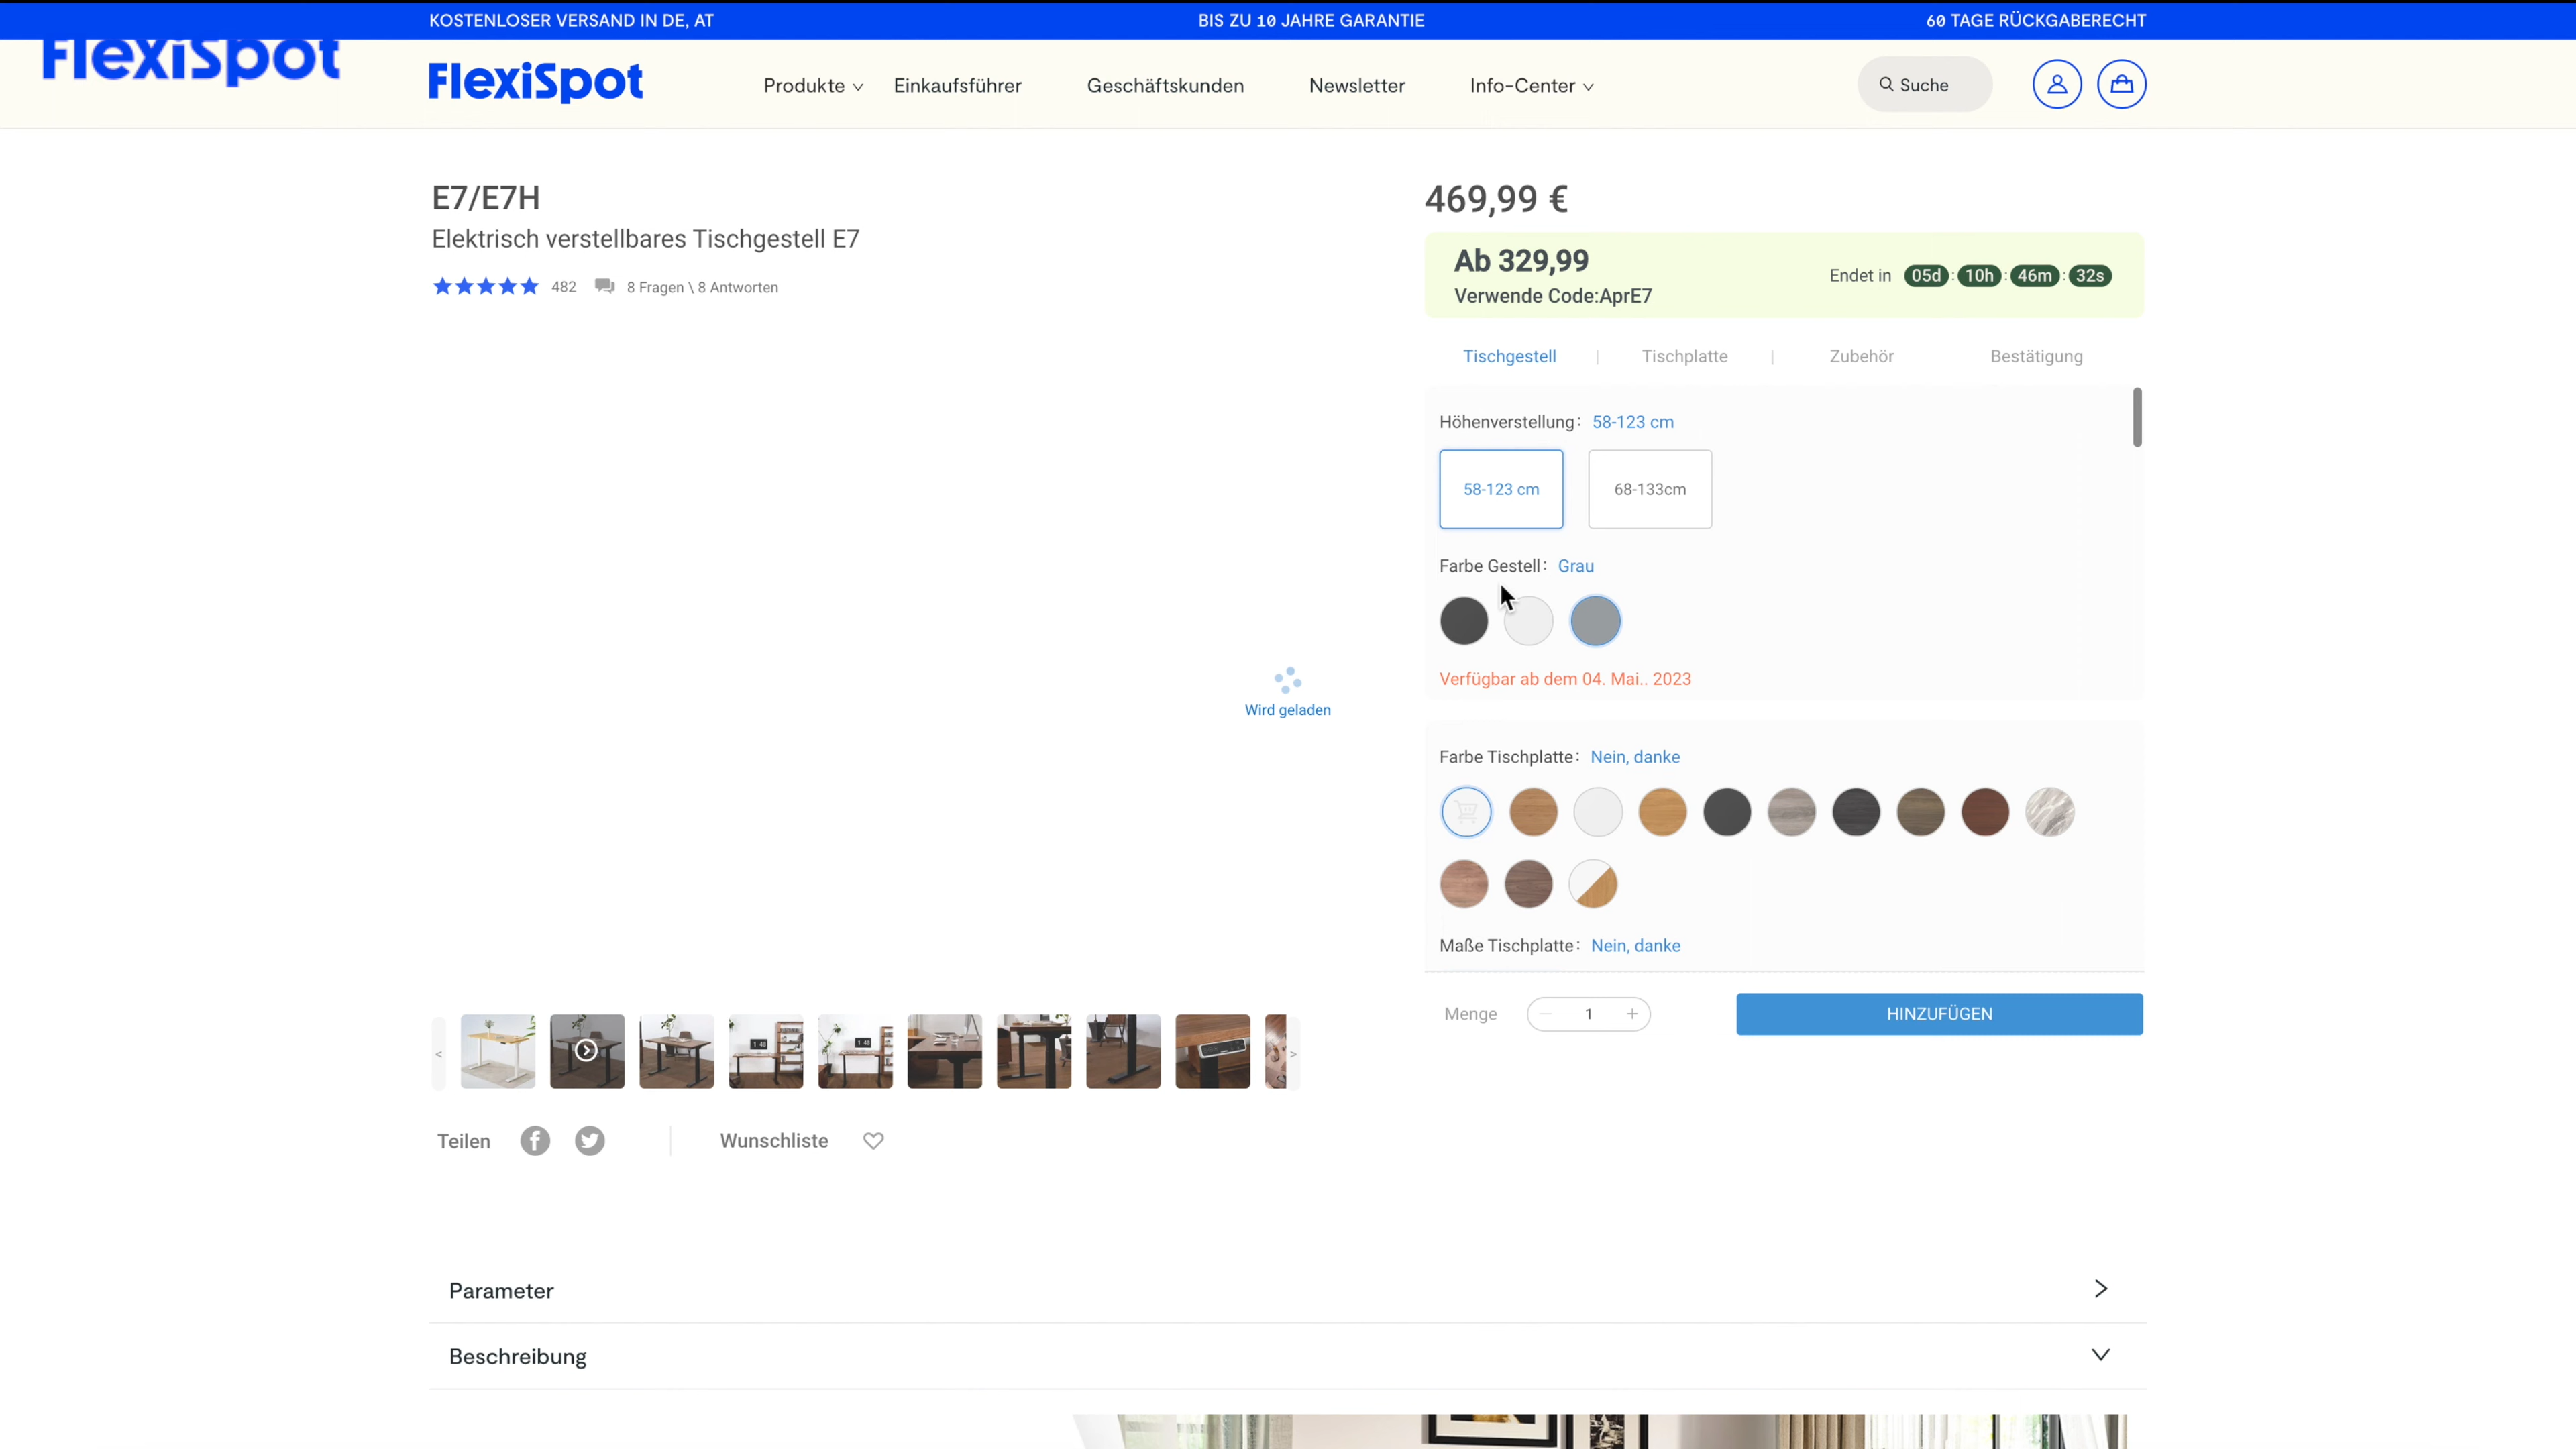 KOSTENLOSER VERSAND IN DE, AT
BIS ZU 10 JAHRE GARANTIE
60 TAGE RÜCKGABERECHT
FlexiSpot
FlexiSpot
Produkte
Einkaufsführer
Geschäftskunden
Newsletter
Info-Center
Suche
E7/E7H
Elektrisch verstellbares Tischgestell E7
482
8 Fragen \ 8 Antworten
469,99 €
Ab 329,99
Verwende Code:AprE7
Endet in 05d : 10h : 46m : 32s
Tischgestell | Tischplatte | Zubehör Bestätigung
Höhenverstellung: 58-123 cm
58-123 cm
68-133cm
Farbe Gestell: Grau
Verfügbar ab dem 04. Mai.. 2023
Wird geladen
Farbe Tischplatte: Nein, danke
Maße Tischplatte: Nein, danke
Menge
− 1 +
HINZUFÜGEN
< >
Teilen
Wunschliste
Parameter
Beschreibung